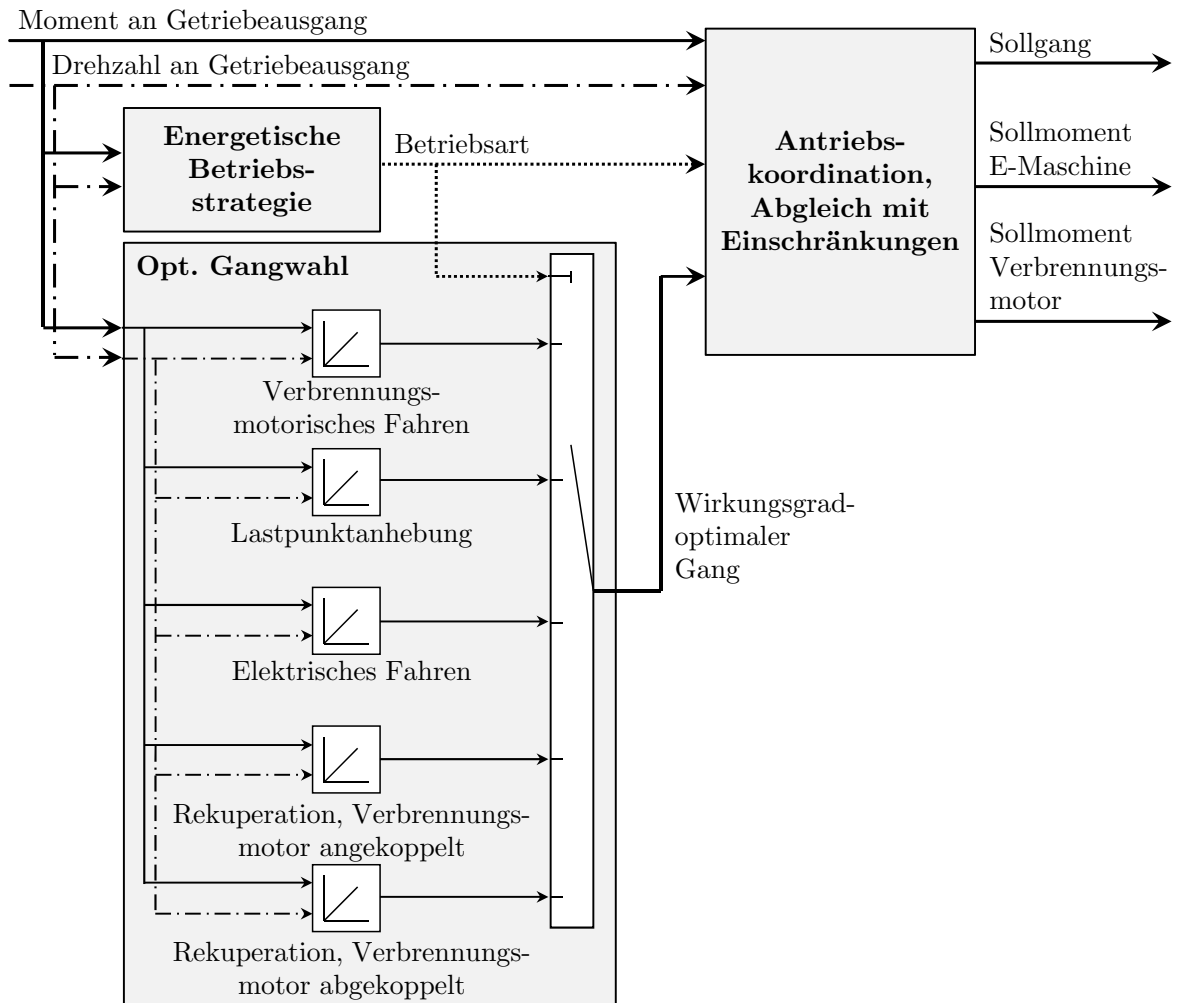 Moment an Getriebeausgang
Drehzahl an Getriebeausgang
Energetische
Betriebs-
strategie
Betriebsart
Antriebs-
koordination,
Abgleich mit
Einschränkungen
Sollgang
Sollmoment
E-Maschine
Sollmoment
Verbrennungs-
motor
Opt. Gangwahl
Verbrennungs-
motorisches Fahren
Lastpunktanhebung
Elektrisches Fahren
Rekuperation, Verbrennungs-
motor angekoppelt
Rekuperation, Verbrennungs-
motor abgekoppelt
Wirkungsgrad-
optimaler
Gang